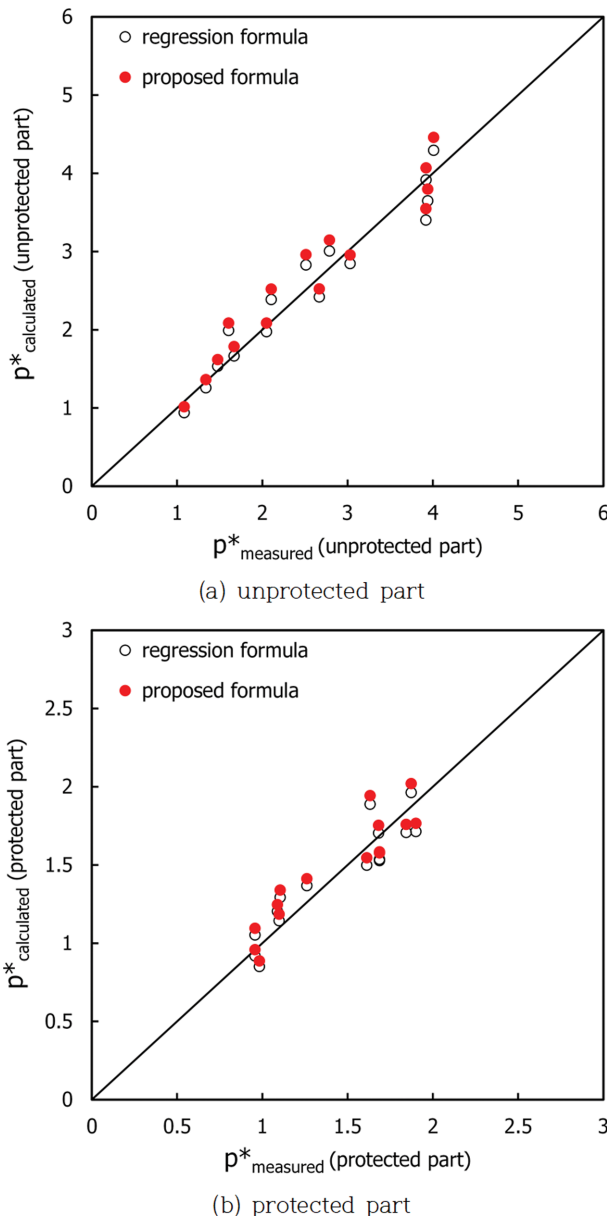 6
regression formula
proposed formula
5
4
3
2
1
0
p*calculated (unprotected part)
0 1 2 3 4 5 6
p*measured (unprotected part)
(a) unprotected part
3
regression formula
proposed formula
2.5
2
1.5
1
0.5
0
p*calculated (protected part)
0 0.5 1 1.5 2 2.5 3
p*measured (protected part)
(b) protected part